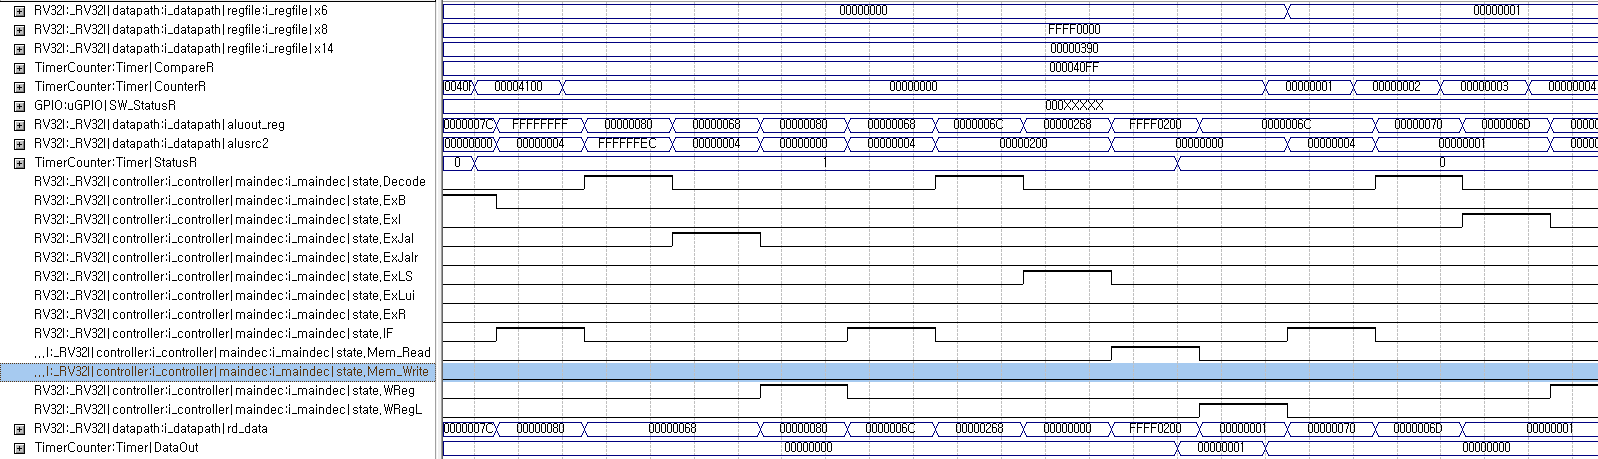 RV32I:_RV32I|datapath:i_datapath|regfile:i_regfile|x6 00000000 00000001
RV32I:_RV32I|datapath:i_datapath|regfile:i_regfile|x8 FFFF0000
RV32I:_RV32I|datapath:i_datapath|regfile:i_regfile|x14 00000390
TimerCounter:Timer|CompareR 000040FF
TimerCounter:Timer|CounterR 0040F 00004100 00000000 00000001 00000002 00000003 00000004
GPIO:uGPIO|SW_StatusR 000XXXXX
RV32I:_RV32I|datapath:i_datapath|aluout_reg 0000007C FFFFFFFF 00000080 00000068 00000080 00000068 0000006C 00000268 FFFF0200 0000006C 00000070 0000006D 00000
RV32I:_RV32I|datapath:i_datapath|alusrc2 00000000 00000004 FFFFFFEC 00000004 00000000 00000004 00000200 00000000 00000004 00000001 00000
TimerCounter:Timer|StatusR 0 1 0
RV32I:_RV32I|controller:i_controller|maindec:i_maindec|state.Decode
RV32I:_RV32I|controller:i_controller|maindec:i_maindec|state.ExB
RV32I:_RV32I|controller:i_controller|maindec:i_maindec|state.ExI
RV32I:_RV32I|controller:i_controller|maindec:i_maindec|state.ExJal
RV32I:_RV32I|controller:i_controller|maindec:i_maindec|state.ExJalr
RV32I:_RV32I|controller:i_controller|maindec:i_maindec|state.ExLS
RV32I:_RV32I|controller:i_controller|maindec:i_maindec|state.ExLui
RV32I:_RV32I|controller:i_controller|maindec:i_maindec|state.ExR
RV32I:_RV32I|controller:i_controller|maindec:i_maindec|state.IF
...I:_RV32I|controller:i_controller|maindec:i_maindec|state.Mem_Read
...I:_RV32I|controller:i_controller|maindec:i_maindec|state.Mem_Write
RV32I:_RV32I|controller:i_controller|maindec:i_maindec|state.WReg
RV32I:_RV32I|controller:i_controller|maindec:i_maindec|state.WRegL
RV32I:_RV32I|datapath:i_datapath|rd_data 0000007C 00000080 00000068 00000080 0000006C 00000268 00000000 FFFF0200 00000001 00000070 0000006D 00000001
TimerCounter:Timer|DataOut 00000000 00000001 00000000